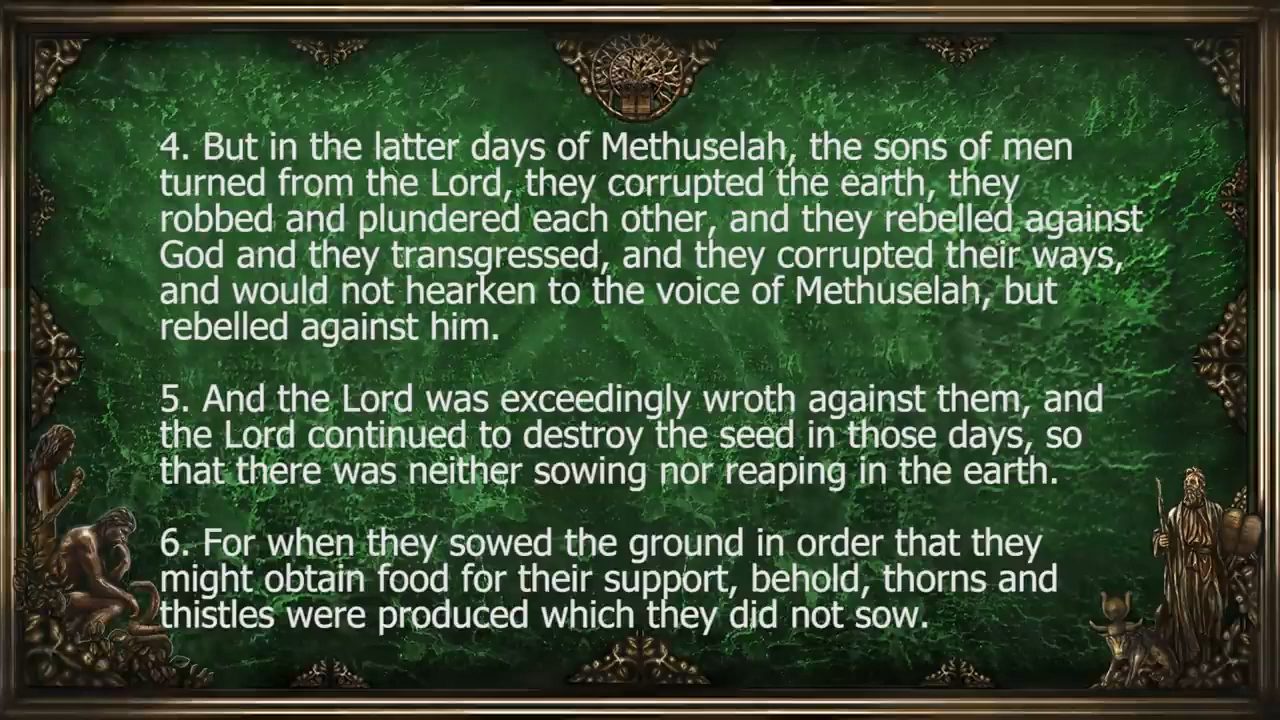 4. But in the latter days of Methuselah, the sons of men
turned from the Lord, they corrupted the earth, they
robbed and plundered each other, and they rebelled against
God and they transgressed, and they corrupted their ways,
and would not hearken to the voice of Methuselah, but
rebelled against him.
5. And the Lord was exceedingly wroth against them, and
the Lord continued to destroy the seed in those days, so
that there was neither sowing nor reaping in the earth.
6. For when they sowed the ground in order that they
might obtain food for their support, behold, thorns and
thistles were produced which they did not sow.